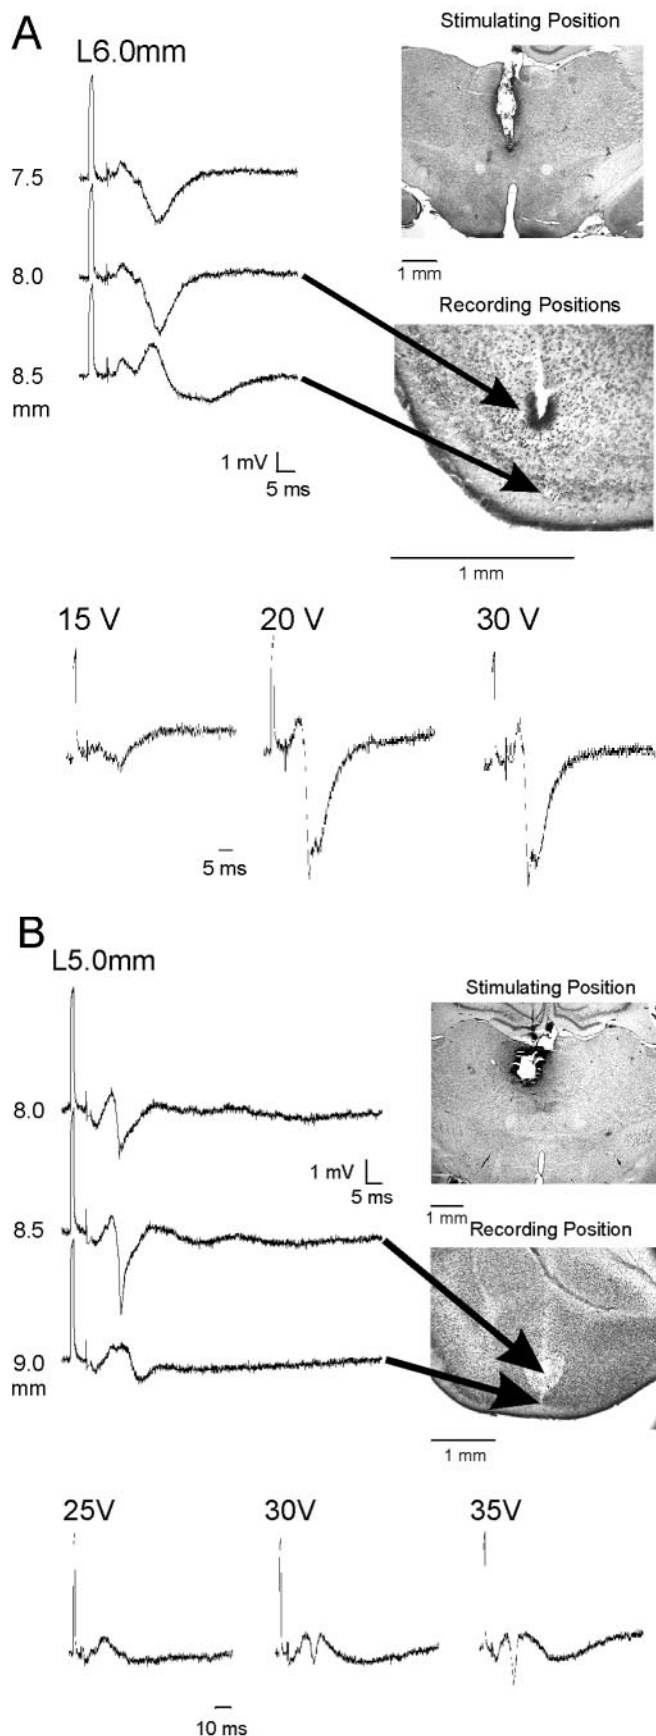 A
Stimulating Position
L6.0mm
7.5
8.0
1 mm
Recording Positions
8.5
mm
1 mV
5 ms
1 mm
15 V
20 V
30 V
5 ms
B
L5.0mm
Stimulating Position
8.0
1 mV
5 ms
1 mm
8.5
Recording Position
9.0
mm
1 mm
25V
30V
35V
10 ms